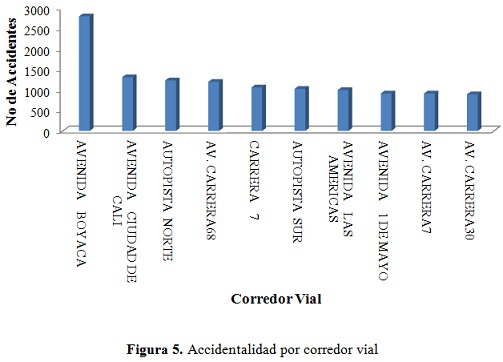 No de Accidentes
3000
2500
2000
1500
1000
500
0
AVENIDA BOYACA
AVENIDA CIUDAD DE
CALI
AUTOPISTA NORTE
AV. CARRERA68
CARRERA 7
AUTOPISTA SUR
AVENIDA LAS
AMERICAS
AVENIDA 1 DE MAYO
AV. CARRERA7
AV. CARRERA30
Corredor Vial
Figura 5. Accidentalidad por corredor vial